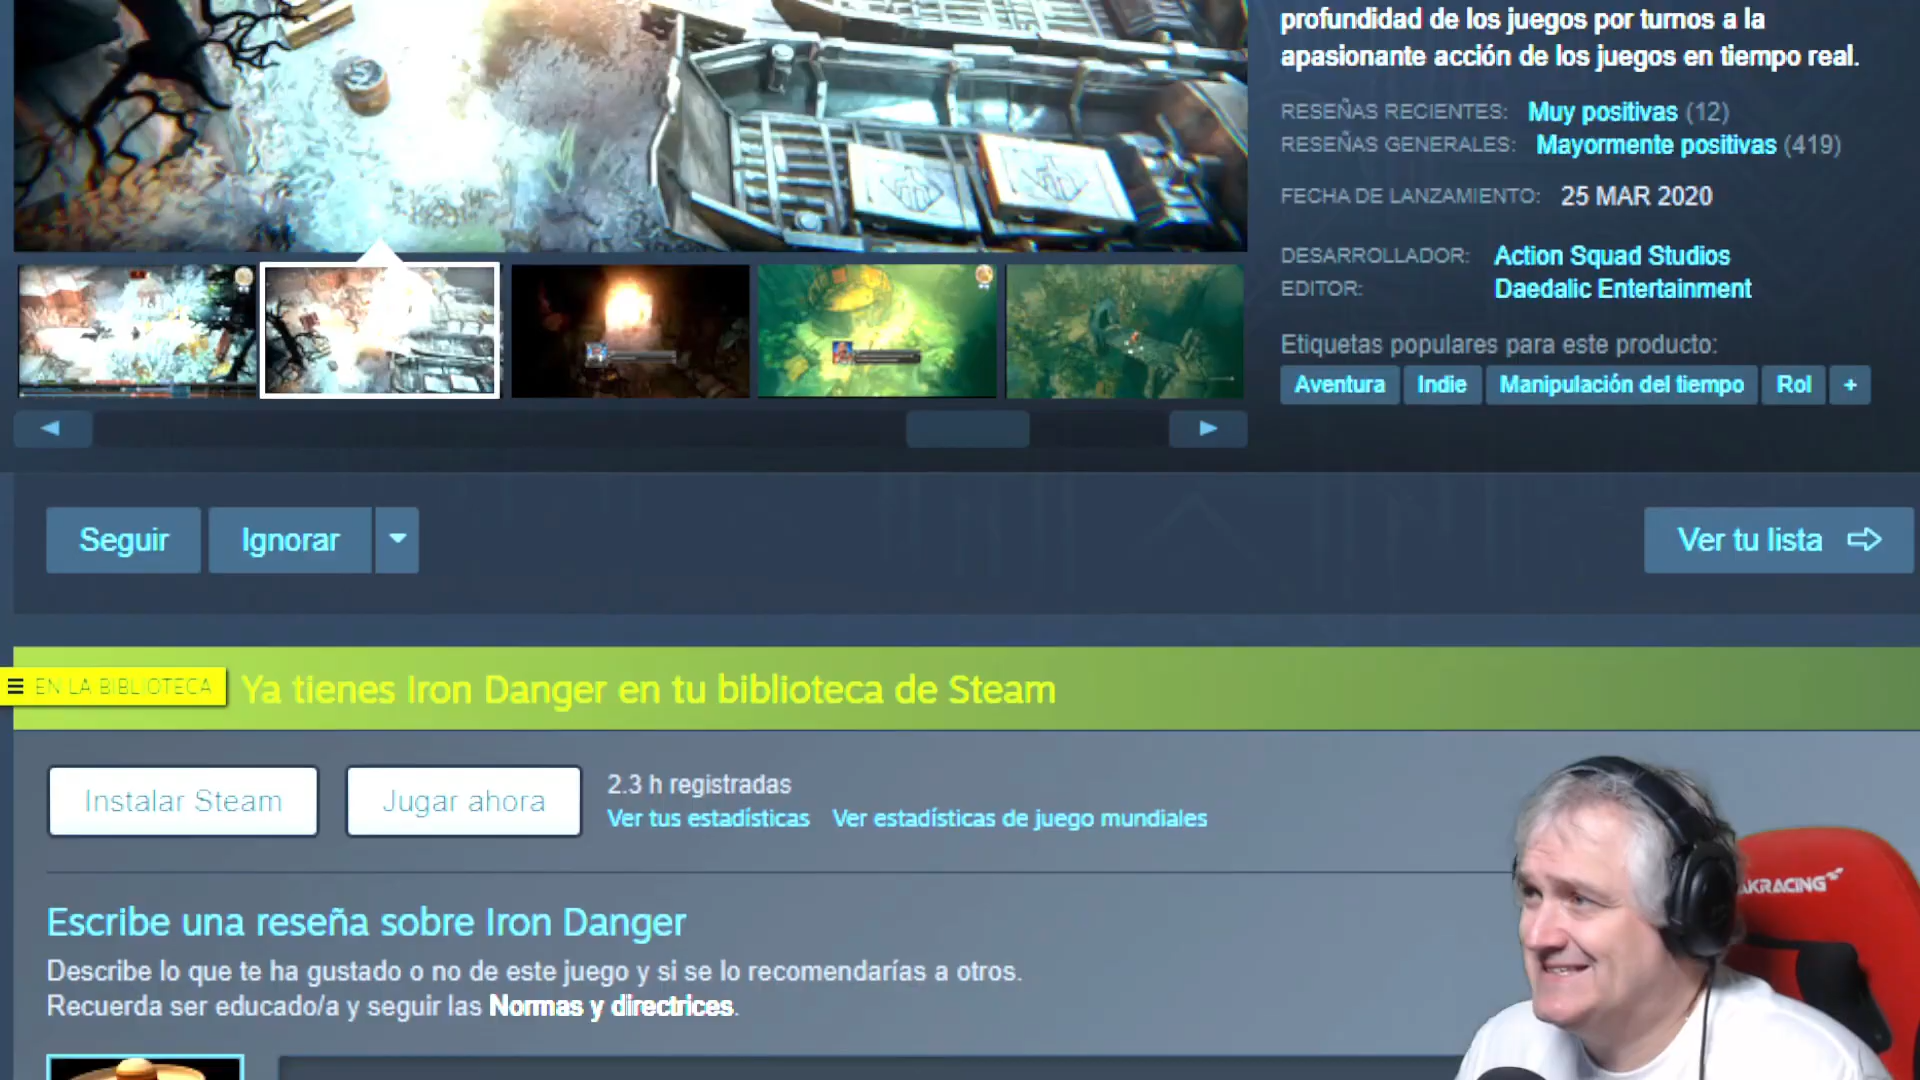 profundidad de los juegos por turnos a la
apasionante acción de los juegos en tiempo real.
RESEÑAS RECIENTES: Muy positivas (12)
RESEÑAS GENERALES: Mayormente positivas (419)
FECHA DE LANZAMIENTO: 25 MAR 2020
DESARROLLADOR: Action Squad Studios
EDITOR: Daedalic Entertainment
Etiquetas populares para este producto:
Aventura Indie Manipulación del tiempo Rol +
Seguir Ignorar Ver tu lista
EN LA BIBLIOTECA Ya tienes Iron Danger en tu biblioteca de Steam
Instalar Steam Jugar ahora
2.3 h registradas
Ver tus estadísticas Ver estadísticas de juego mundiales
AKRACING
Escribe una reseña sobre Iron Danger
Describe lo que te ha gustado o no de este juego y si se lo recomendarías a otros.
Recuerda ser educado/a y seguir las Normas y directrices.